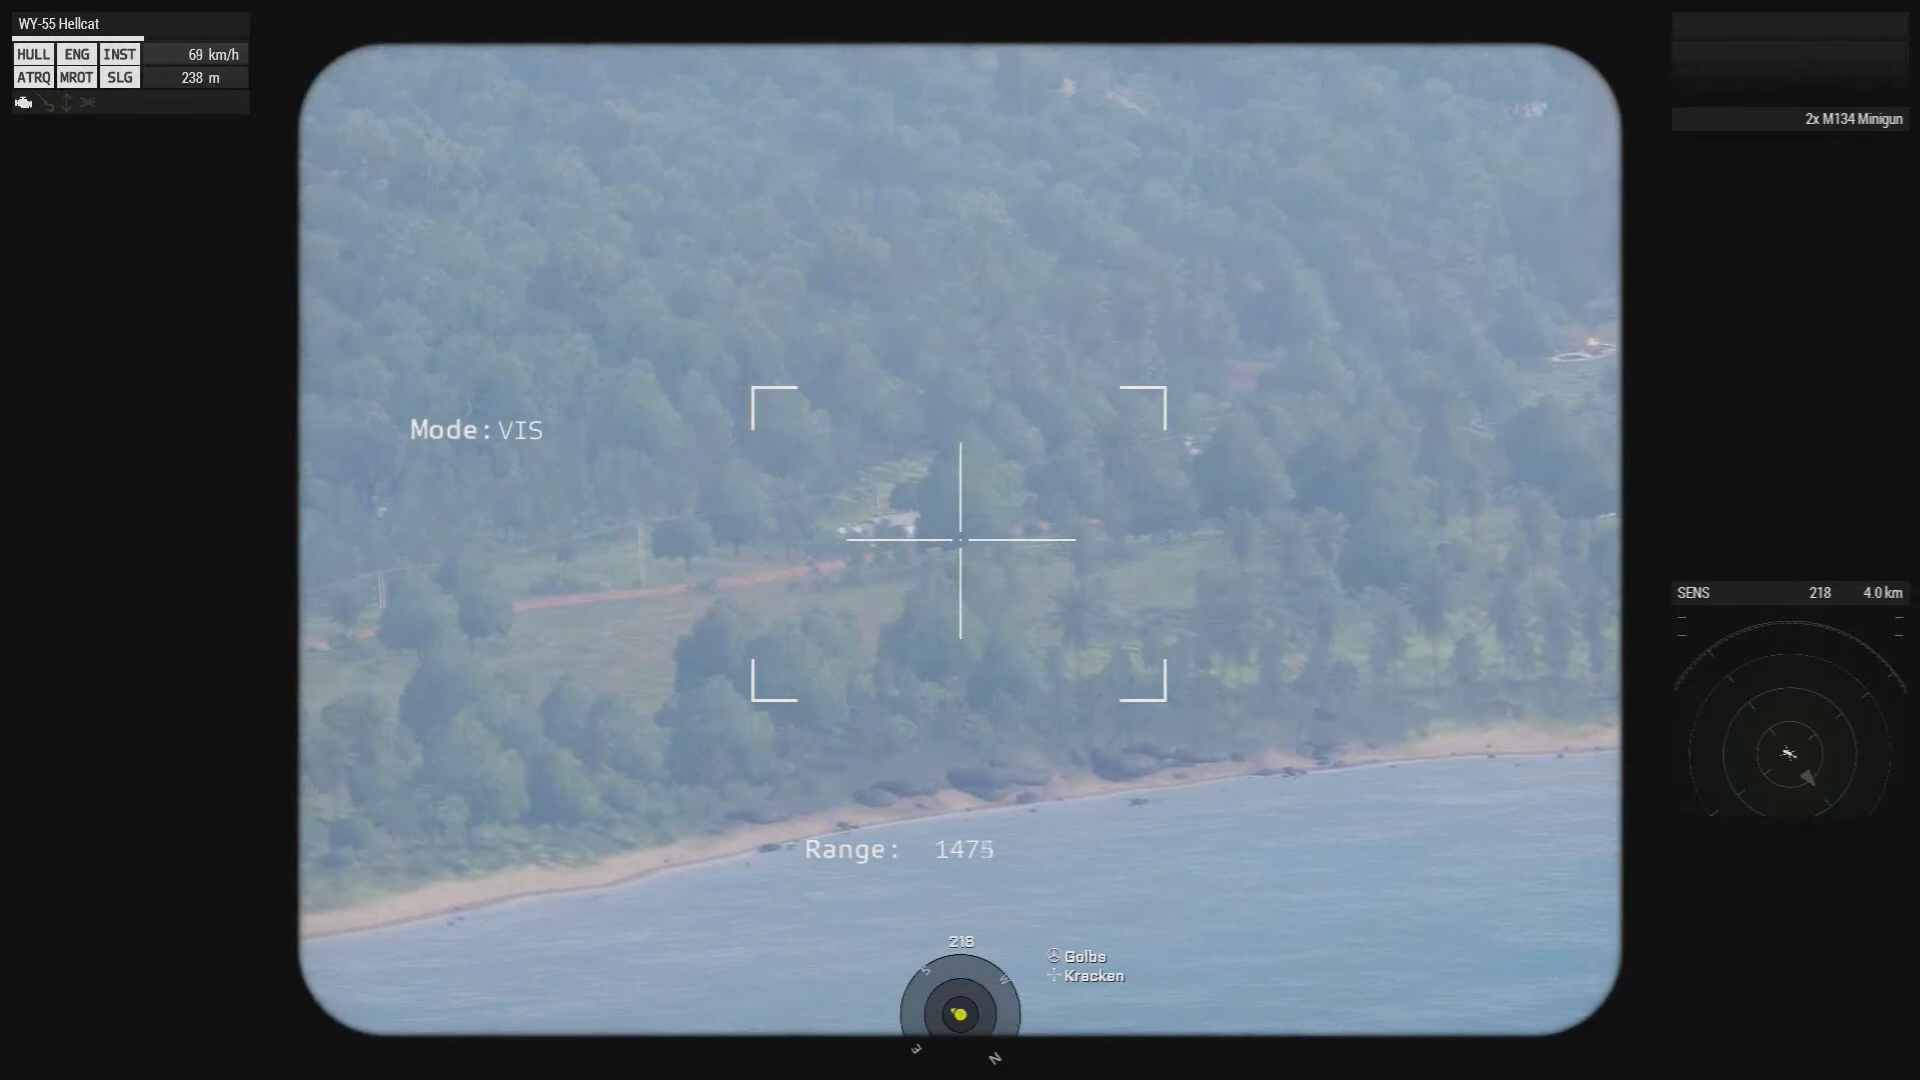 WY-55 Hellcat
HULL ENG INST 69 km/h
ATRQ MROT SLG 238 m
2x M134 Minigun
Mode: VIS
SENS 218 4.0 km
Range: 1475
218
S W
Golbs
Kracken
E N